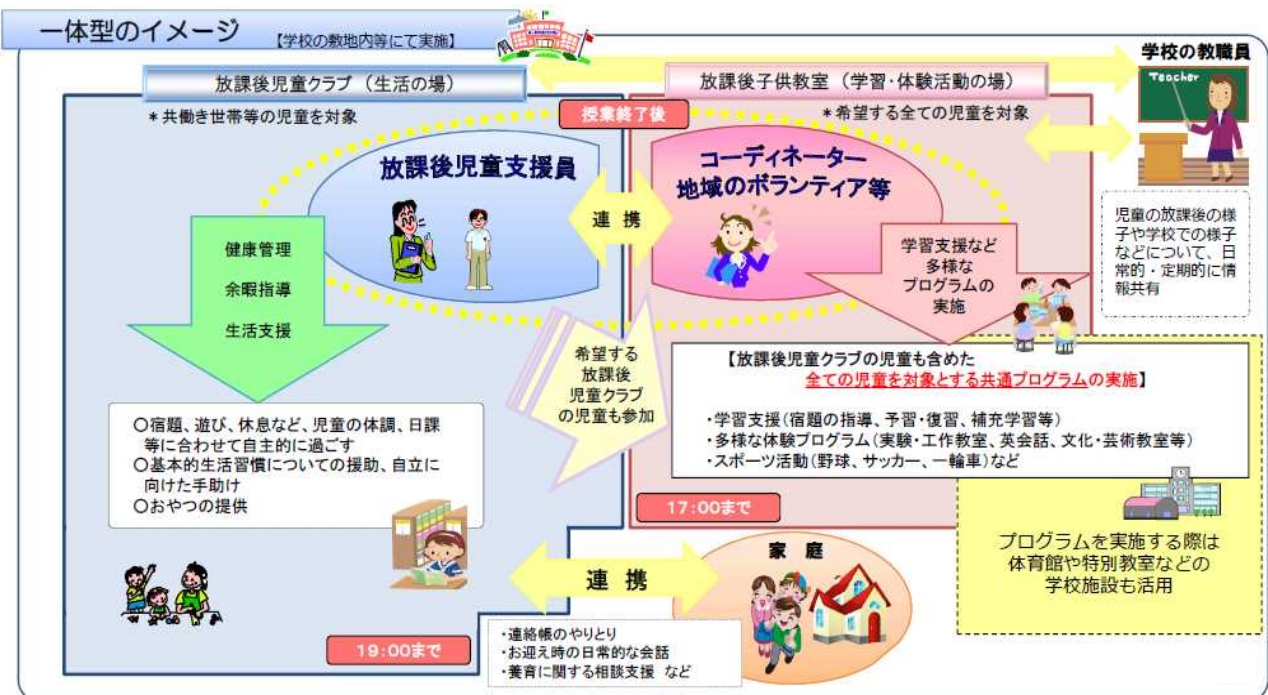 一体型のイメージ 【学校の敷地内等にて実施】
学校の教職員
Teacher
放課後児童クラブ（生活の場）
放課後子供教室（学習・体験活動の場）
＊共働き世帯等の児童を対象
授業終了後
＊希望する全ての児童を対象
放課後児童支援員
連 携
コーディネーター
地域のボランティア等
児童の放課後の様
子や学校での様子
などについて、日
常的・定期的に情
報共有
健康管理
余暇指導
生活支援
学習支援など
多様な
プログラムの
実施
希望する
放課後
児童クラブ
の児童も参加
【放課後児童クラブの児童も含めた
全ての児童を対象とする共通プログラムの実施】
・学習支援（宿題の指導、予習・復習、補充学習等）
・多様な体験プログラム（実験・工作教室、英会話、文化・芸術教室等）
・スポーツ活動（野球、サッカー、一輪車）など
○宿題、遊び、休息など、児童の体調、日課
等に合わせて自主的に過ごす
○基本的生活習慣についての援助、自立に
向けた手助け
○おやつの提供
17：00まで
プログラムを実施する際は
体育館や特別教室などの
学校施設も活用
家 庭
連 携
・連絡帳のやりとり
・お迎え時の日常的な会話
・養育に関する相談支援 など
19：00まで